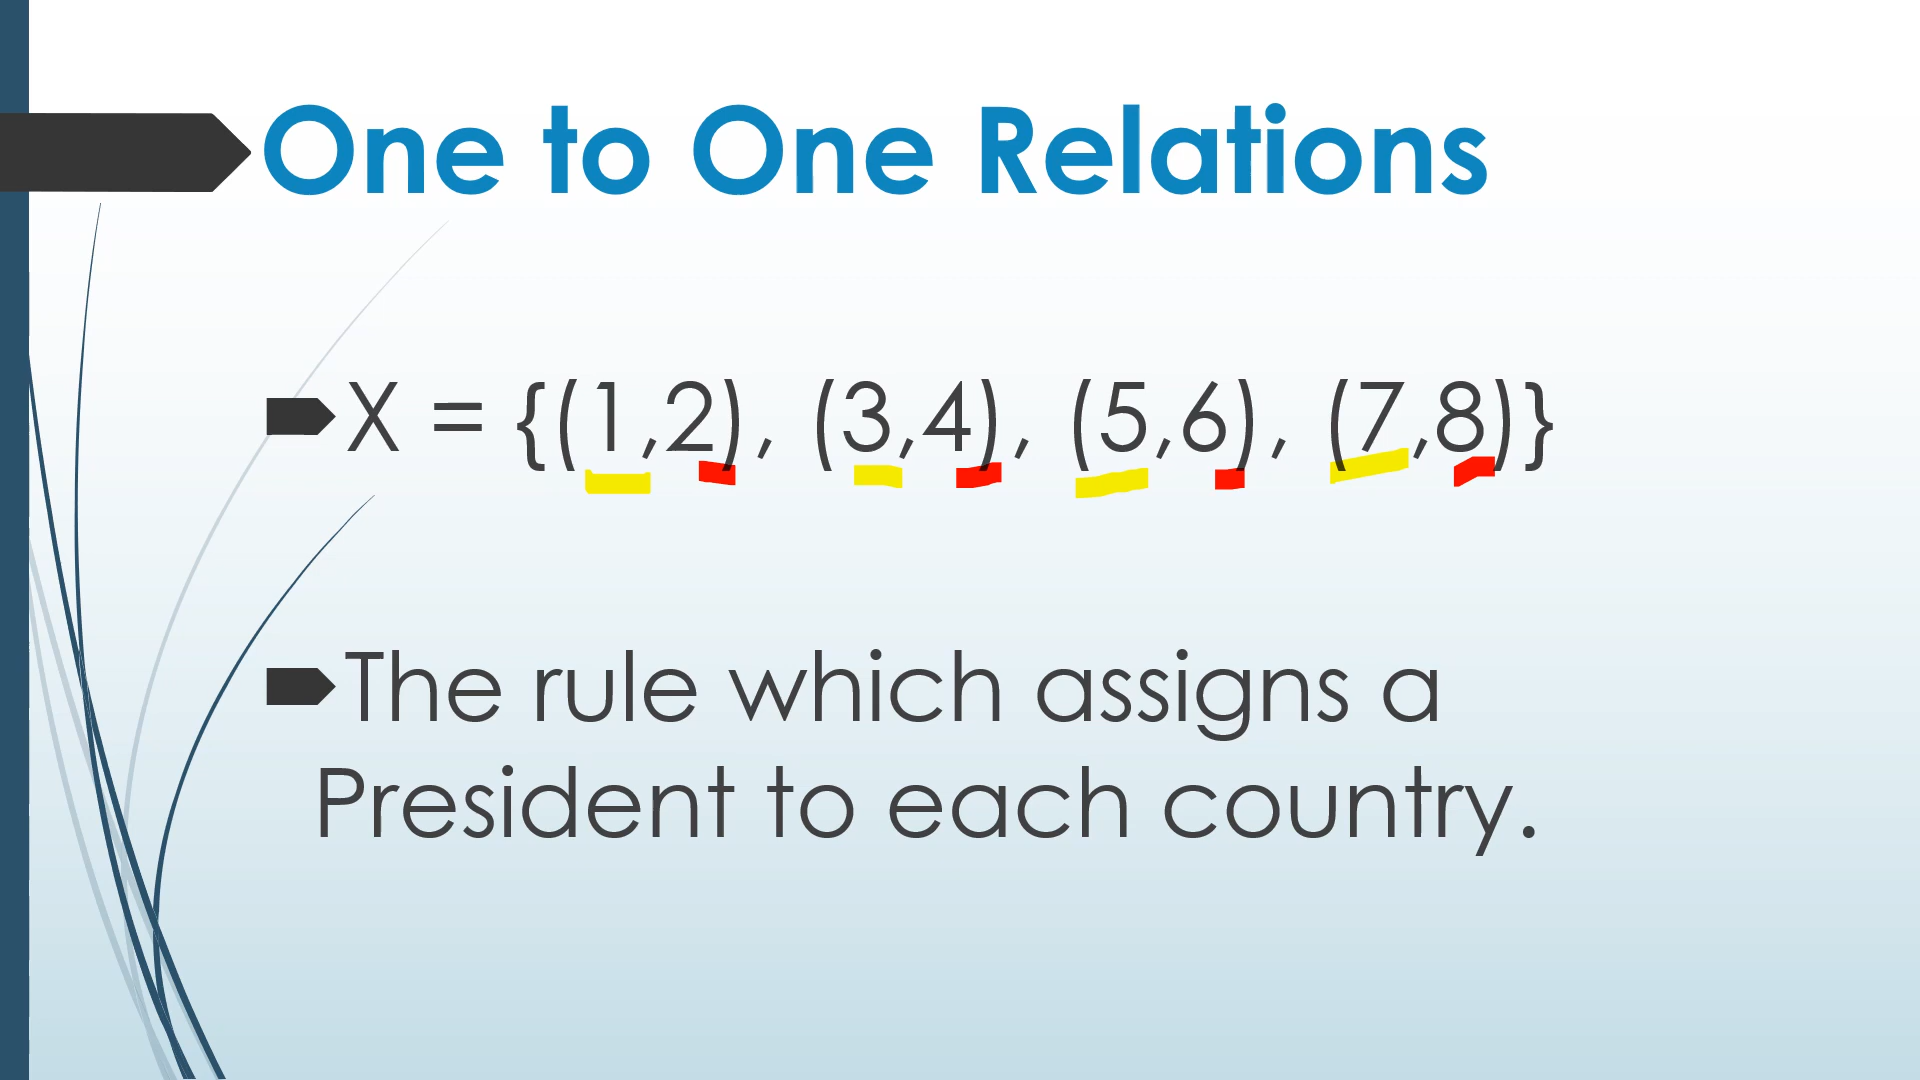 One to One Relations
X = {(1,2), (3,4), (5,6), (7,8)}
The rule which assigns a
President to each country.